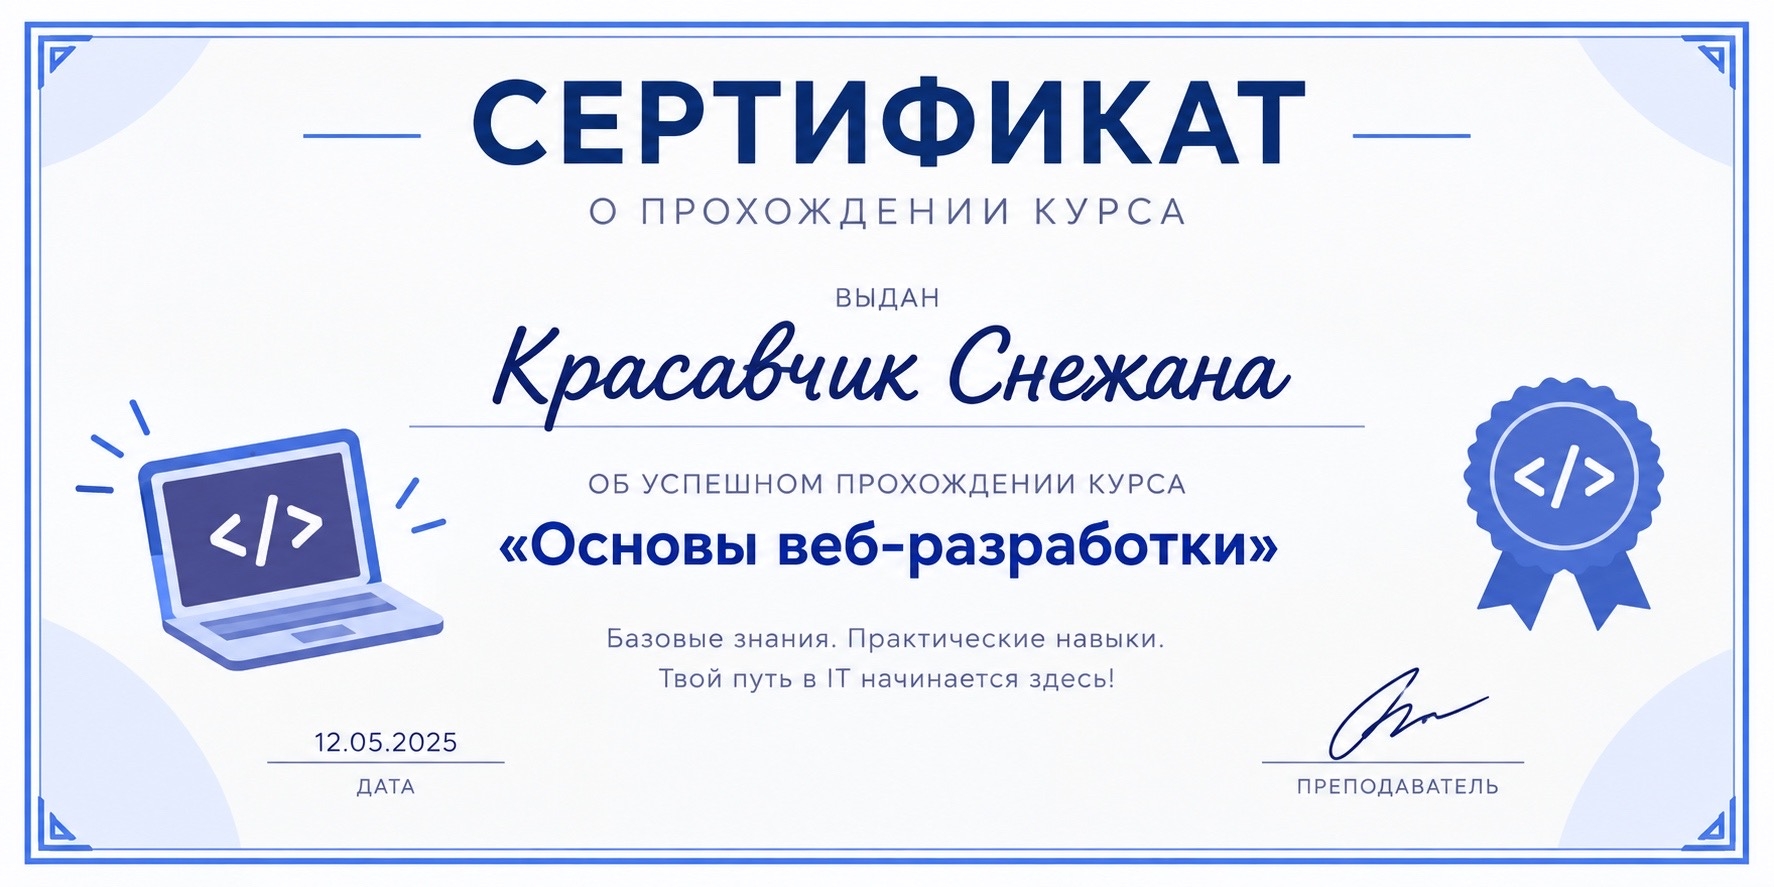 СЕРТИФИКАТ
О ПРОХОЖДЕНИИ КУРСА
ВЫДАН
Красавчик Снежана
ОБ УСПЕШНОМ ПРОХОЖДЕНИИ КУРСА
«Основы веб-разработки»
</>
</>
Базовые знания. Практические навыки.
Твой путь в IT начинается здесь!
12.05.2025
ДАТА
ПРЕПОДАВАТЕЛЬ